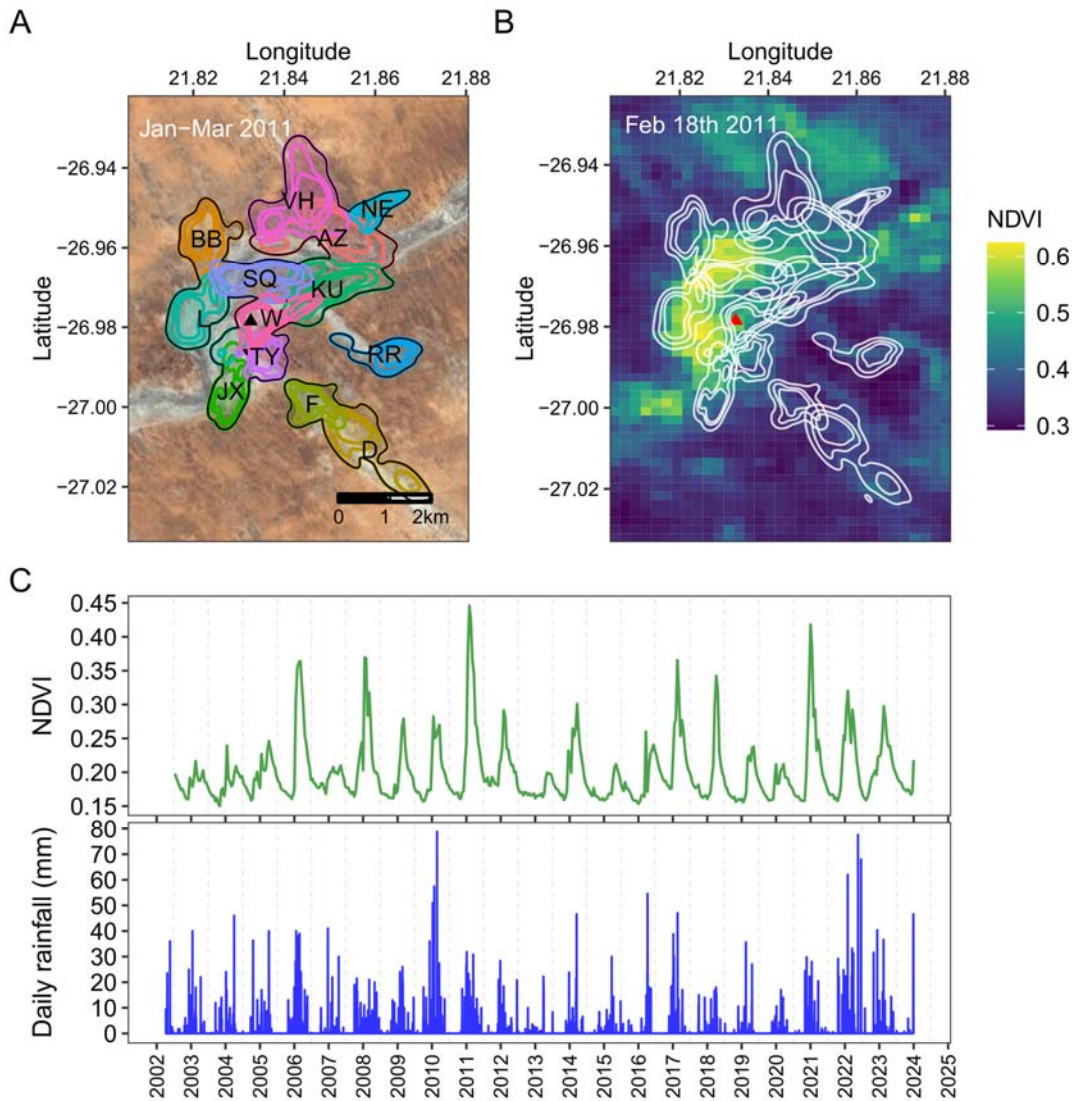 A
Longitude
21.82 21.84 21.86 21.88
Latitude
−26.94
−26.96
−26.98
−27.00
−27.02
Jan−Mar 2011
VH
NE
BB
AZ
SQ
KU
L
W
TY
RR
JX
F
D
0 1 2km
B
Longitude
21.82 21.84 21.86 21.88
Latitude
−26.94
−26.96
−26.98
−27.00
−27.02
Feb 18th 2011
NDVI
0.6
0.5
0.4
0.3
C
NDVI
0.45
0.40
0.35
0.30
0.25
0.20
0.15
Daily rainfall (mm)
80
70
60
50
40
30
20
10
0
2002 2003 2004 2005 2006 2007 2008 2009 2010 2011 2012 2013 2014 2015 2016 2017 2018 2019 2020 2021 2022 2023 2024 2025